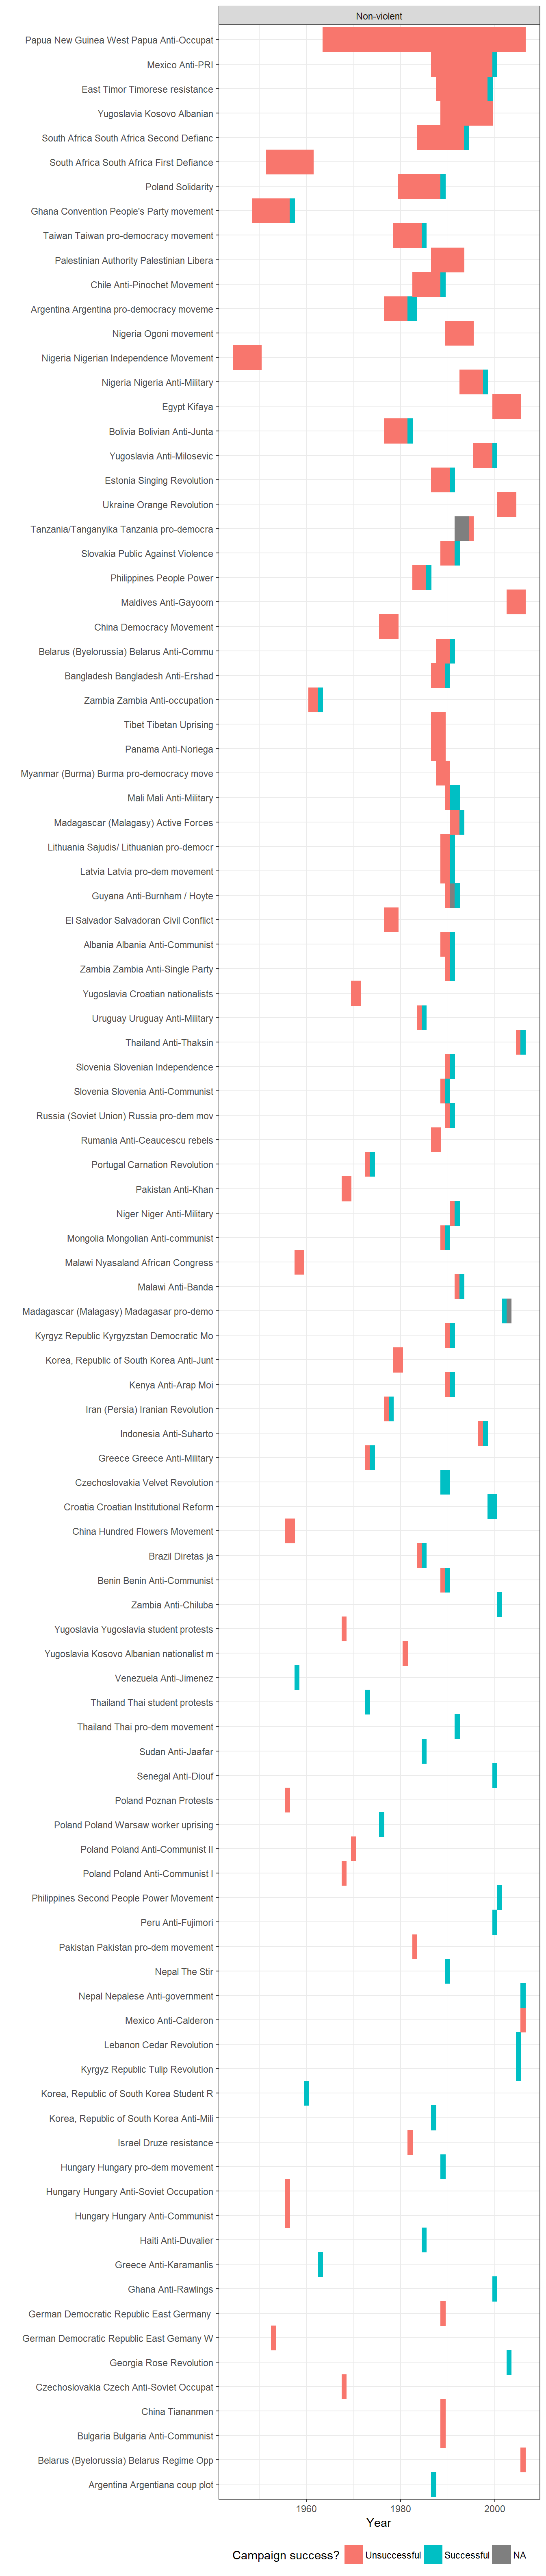 Non-violent
Papua New Guinea West Papua Anti-Occupat
Mexico Anti-PRI
East Timor Timorese resistance
Yugoslavia Kosovo Albanian
South Africa South Africa Second Defianc
South Africa South Africa First Defiance
Poland Solidarity
Ghana Convention People's Party movement
Taiwan Taiwan pro-democracy movement
Palestinian Authority Palestinian Libera
Chile Anti-Pinochet Movement
Argentina Argentina pro-democracy moveme
Nigeria Ogoni movement
Nigeria Nigerian Independence Movement
Nigeria Nigeria Anti-Military
Egypt Kifaya
Bolivia Bolivian Anti-Junta
Yugoslavia Anti-Milosevic
Estonia Singing Revolution
Ukraine Orange Revolution
Tanzania/Tanganyika Tanzania pro-democra
Slovakia Public Against Violence
Philippines People Power
Maldives Anti-Gayoom
China Democracy Movement
Belarus (Byelorussia) Belarus Anti-Commu
Bangladesh Bangladesh Anti-Ershad
Zambia Zambia Anti-occupation
Tibet Tibetan Uprising
Panama Anti-Noriega
Myanmar (Burma) Burma pro-democracy move
Mali Mali Anti-Military
Madagascar (Malagasy) Active Forces
Lithuania Sajudis/ Lithuanian pro-democr
Latvia Latvia pro-dem movement
Guyana Anti-Burnham / Hoyte
El Salvador Salvadoran Civil Conflict
Albania Albania Anti-Communist
Zambia Zambia Anti-Single Party
Yugoslavia Croatian nationalists
Uruguay Uruguay Anti-Military
Thailand Anti-Thaksin
Slovenia Slovenian Independence
Slovenia Slovenia Anti-Communist
Russia (Soviet Union) Russia pro-dem mov
Rumania Anti-Ceaucescu rebels
Portugal Carnation Revolution
Pakistan Anti-Khan
Niger Niger Anti-Military
Mongolia Mongolian Anti-communist
Malawi Nyasaland African Congress
Malawi Anti-Banda
Madagascar (Malagasy) Madagasar pro-demo
Kyrgyz Republic Kyrgyzstan Democratic Mo
Korea, Republic of South Korea Anti-Junt
Kenya Anti-Arap Moi
Iran (Persia) Iranian Revolution
Indonesia Anti-Suharto
Greece Greece Anti-Military
Czechoslovakia Velvet Revolution
Croatia Croatian Institutional Reform
China Hundred Flowers Movement
Brazil Diretas ja
Benin Benin Anti-Communist
Zambia Anti-Chiluba
Yugoslavia Yugoslavia student protests
Yugoslavia Kosovo Albanian nationalist m
Venezuela Anti-Jimenez
Thailand Thai student protests
Thailand Thai pro-dem movement
Sudan Anti-Jaafar
Senegal Anti-Diouf
Poland Poznan Protests
Poland Poland Warsaw worker uprising
Poland Poland Anti-Communist II
Poland Poland Anti-Communist I
Philippines Second People Power Movement
Peru Anti-Fujimori
Pakistan Pakistan pro-dem movement
Nepal The Stir
Nepal Nepalese Anti-government
Mexico Anti-Calderon
Lebanon Cedar Revolution
Kyrgyz Republic Tulip Revolution
Korea, Republic of South Korea Student R
Korea, Republic of South Korea Anti-Mili
Israel Druze resistance
Hungary Hungary pro-dem movement
Hungary Hungary Anti-Soviet Occupation
Hungary Hungary Anti-Communist
Haiti Anti-Duvalier
Greece Anti-Karamanlis
Ghana Anti-Rawlings
German Democratic Republic East Germany
German Democratic Republic East Gemany W
Georgia Rose Revolution
Czechoslovakia Czech Anti-Soviet Occupat
China Tiananmen
Bulgaria Bulgaria Anti-Communist
Belarus (Byelorussia) Belarus Regime Opp
Argentina Argentiana coup plot
1960 1980 2000
Year
Campaign success? Unsuccessful Successful NA